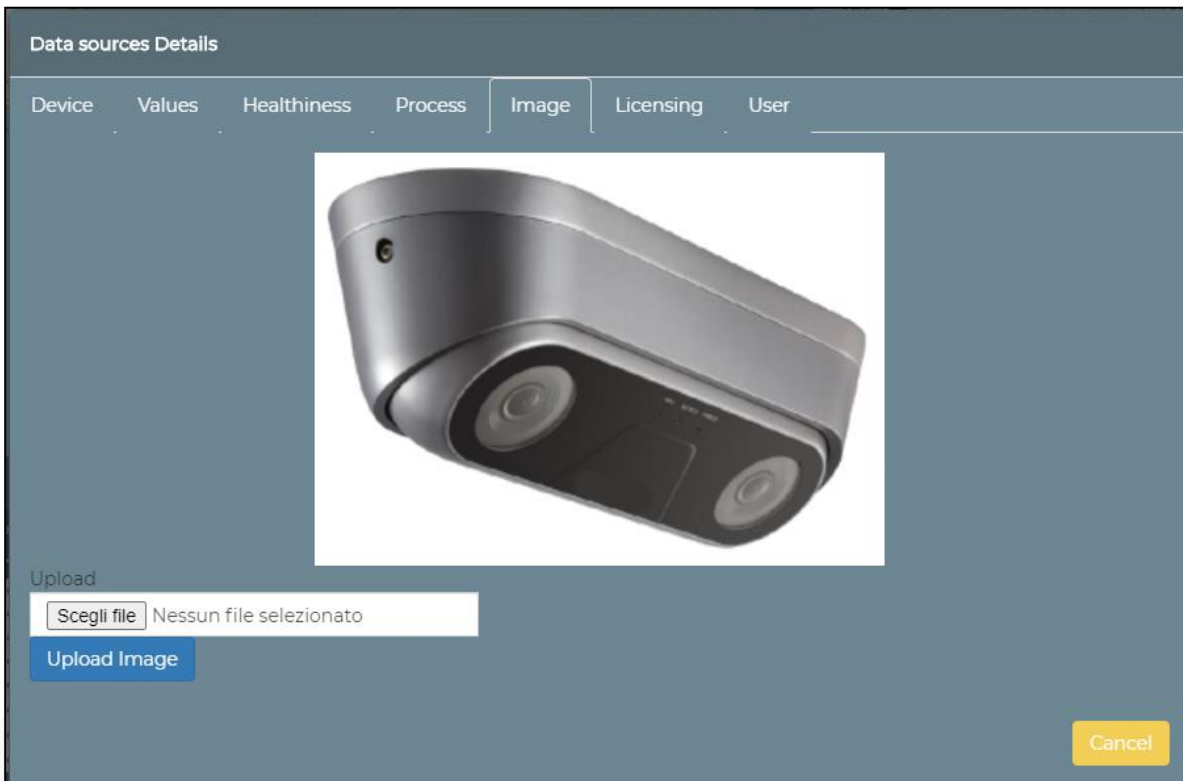 Data sources Details
Device Values Healthiness Process Image Licensing User
Upload
Scegli file Nessun file selezionato
Upload Image
Cancel